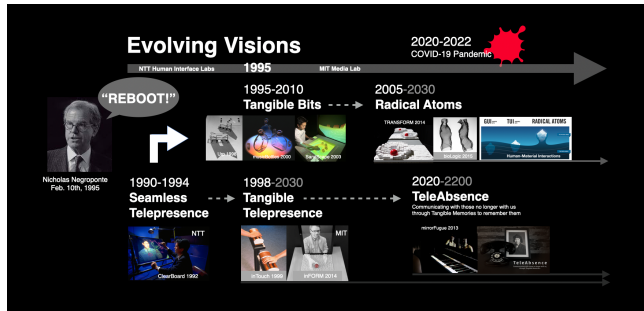 Evolving Visions
2020-2022
COVID-19 Pandemic
NTT Human Interface Labs
1995
MIT Media Lab
“REBOOT!”
Nicholas Negroponte
Feb. 10th, 1995
1995-2010
Tangible Bits
2005-2030
Radical Atoms
TRANSFORM 2014
bioLogic 2015
GUI
TUI
RADICAL ATOMS
Human-Material Interactions
1990-1994
Seamless
Telepresence
NTT
ClearBoard 1992
1998-2030
Tangible
Telepresence
MIT
inTouch 1998
inFORM 2014
2020-2200
TeleAbsence
Communicating with those no longer with us
through Tangible Memories to remember them
mirrorFugue 2013
TeleAbsence